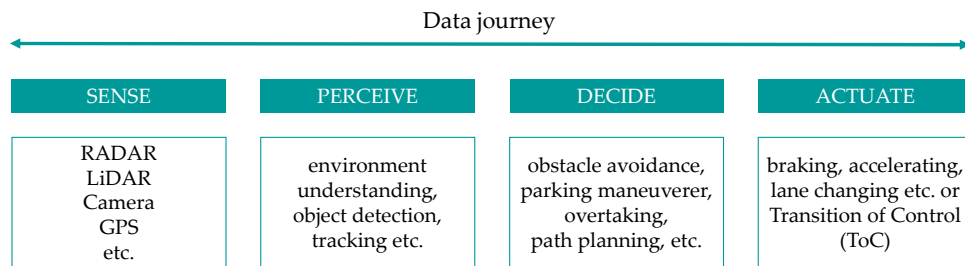 Data journey
SENSE
PERCEIVE
DECIDE
ACTUATE
RADAR
LiDAR
Camera
GPS
etc.
environment
understanding,
object detection,
tracking etc.
obstacle avoidance,
parking maneuverer,
overtaking,
path planning, etc.
braking, accelerating,
lane changing etc. or
Transition of Control
(ToC)